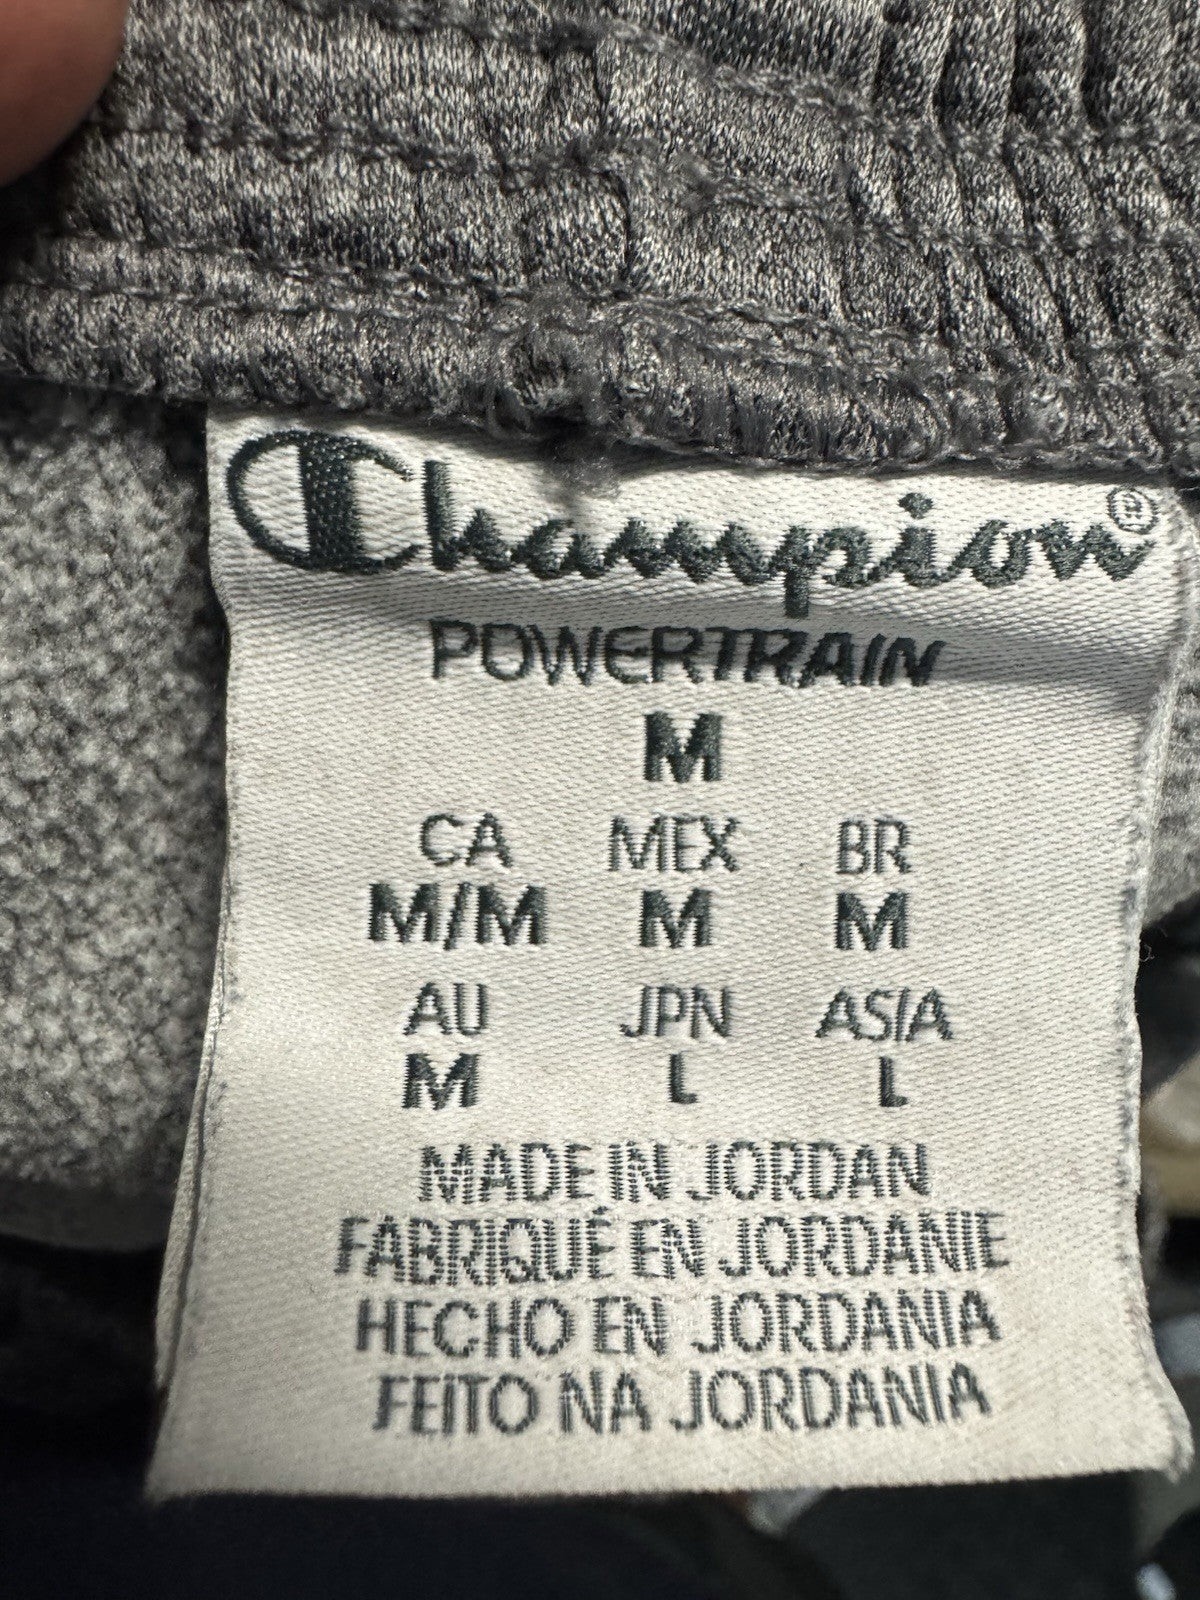 Champion®
POWERTRAIN
M
CA MEX BR
M/M M M
AU JPN ASIA
M L L
MADE IN JORDAN
FABRIQUÉ EN JORDANIE
HECHO EN JORDANIA
FEITO NA JORDANIA